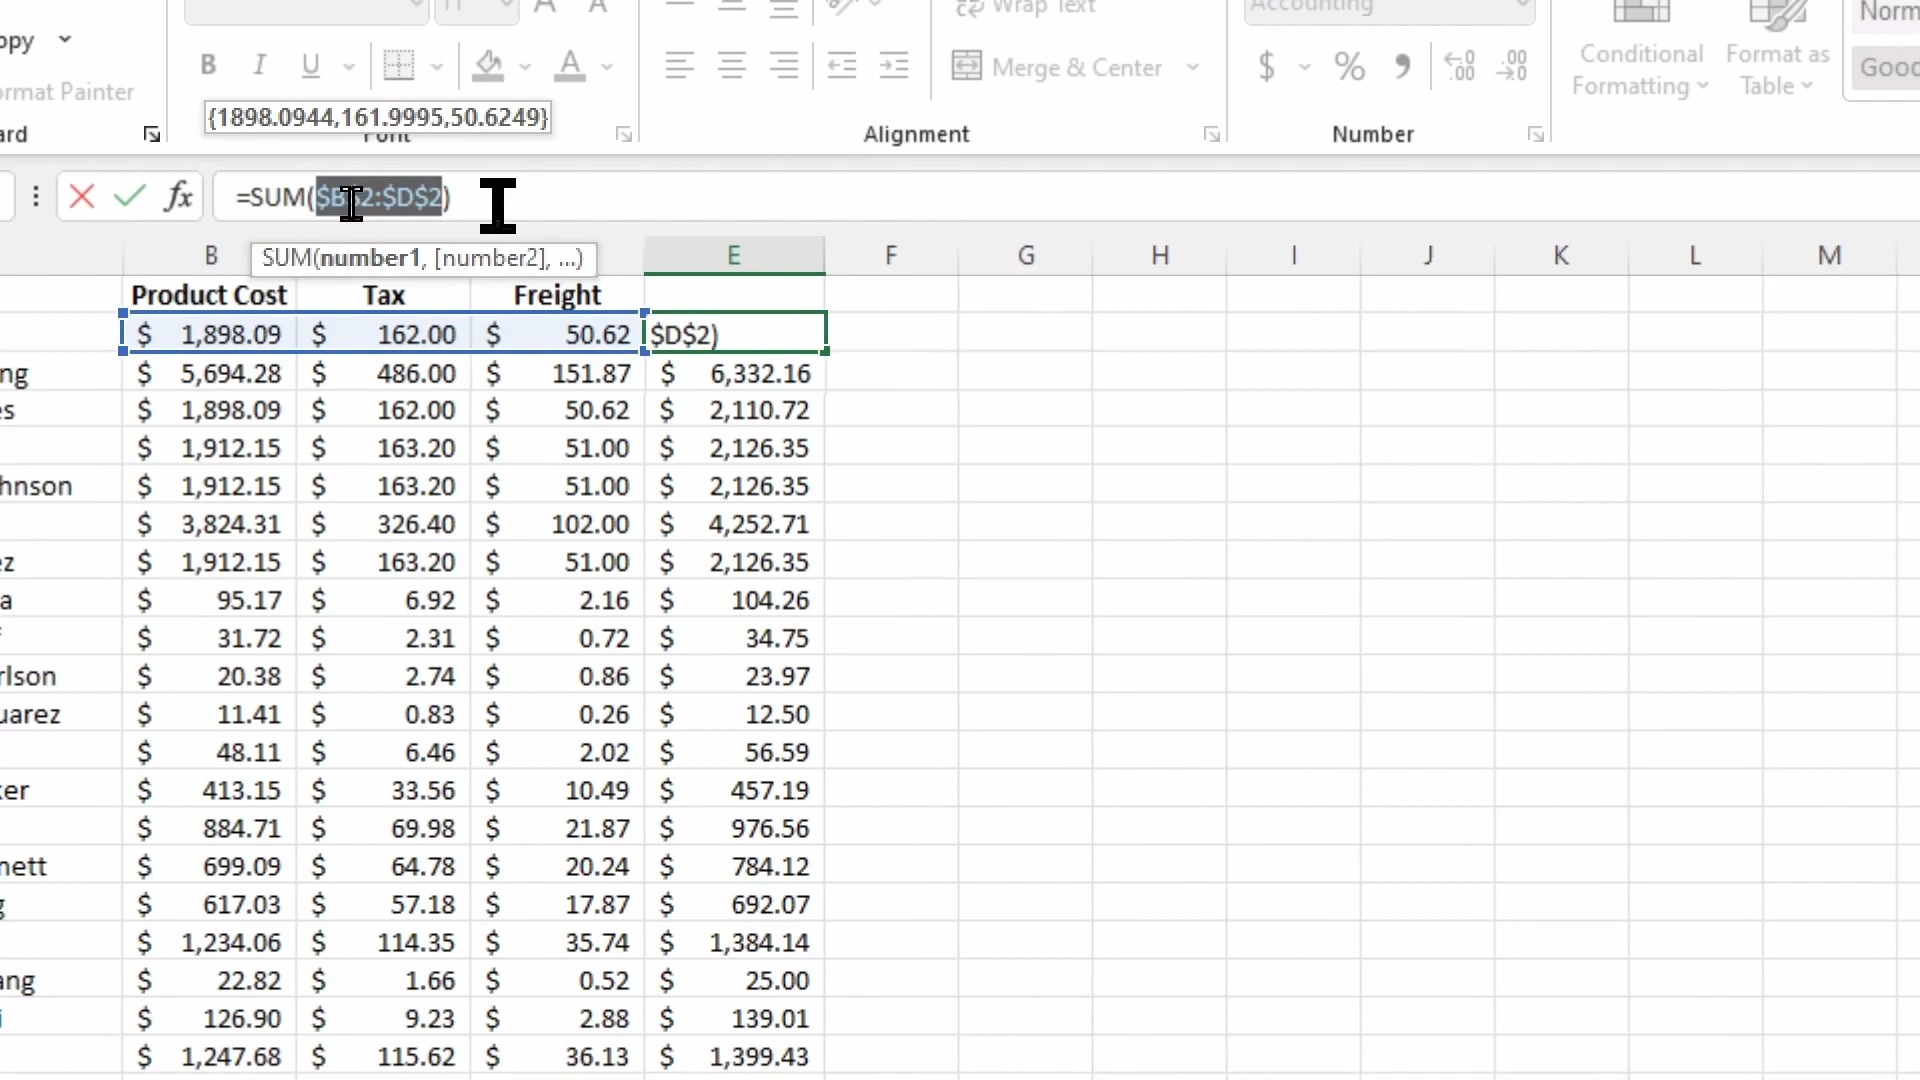 11
Wrap Text
Accounting
Norm
opy
B I U A
Merge & Center
$ % 9 .00
Conditional Formatting
Format as Table
Good
ormat Painter
{1898.0944,161.9995,50.6249}
ard
Font
Alignment
Number
fx =SUM($B$2:$D$2)
SUM(number1, [number2], ...)
B E F G H I J K L M
Product Cost Tax Freight
$ 1,898.09 $ 162.00 $ 50.62 $D$2)
ng $ 5,694.28 $ 486.00 $ 151.87 $ 6,332.16
es $ 1,898.09 $ 162.00 $ 50.62 $ 2,110.72
$ 1,912.15 $ 163.20 $ 51.00 $ 2,126.35
hnson $ 1,912.15 $ 163.20 $ 51.00 $ 2,126.35
$ 3,824.31 $ 326.40 $ 102.00 $ 4,252.71
ez $ 1,912.15 $ 163.20 $ 51.00 $ 2,126.35
a $ 95.17 $ 6.92 $ 2.16 $ 104.26
$ 31.72 $ 2.31 $ 0.72 $ 34.75
rlson $ 20.38 $ 2.74 $ 0.86 $ 23.97
uarez $ 11.41 $ 0.83 $ 0.26 $ 12.50
$ 48.11 $ 6.46 $ 2.02 $ 56.59
ker $ 413.15 $ 33.56 $ 10.49 $ 457.19
$ 884.71 $ 69.98 $ 21.87 $ 976.56
nett $ 699.09 $ 64.78 $ 20.24 $ 784.12
g $ 617.03 $ 57.18 $ 17.87 $ 692.07
$ 1,234.06 $ 114.35 $ 35.74 $ 1,384.14
ang $ 22.82 $ 1.66 $ 0.52 $ 25.00
i $ 126.90 $ 9.23 $ 2.88 $ 139.01
$ 1,247.68 $ 115.62 $ 36.13 $ 1,399.43